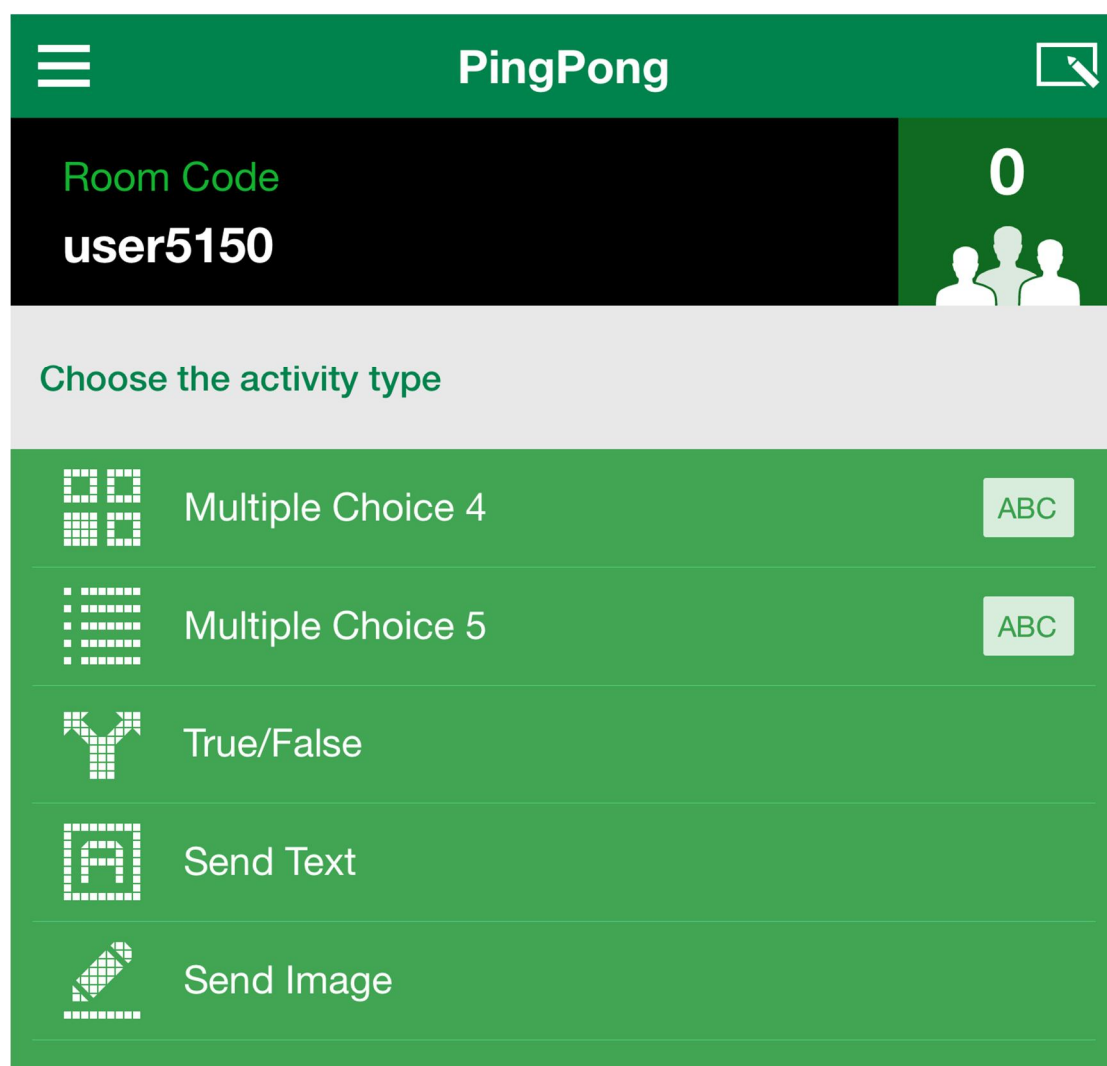 PingPong
Room Code
0
user5150
Choose the activity type
Multiple Choice 4 ABC
Multiple Choice 5 ABC
True/False
Send Text
Send Image